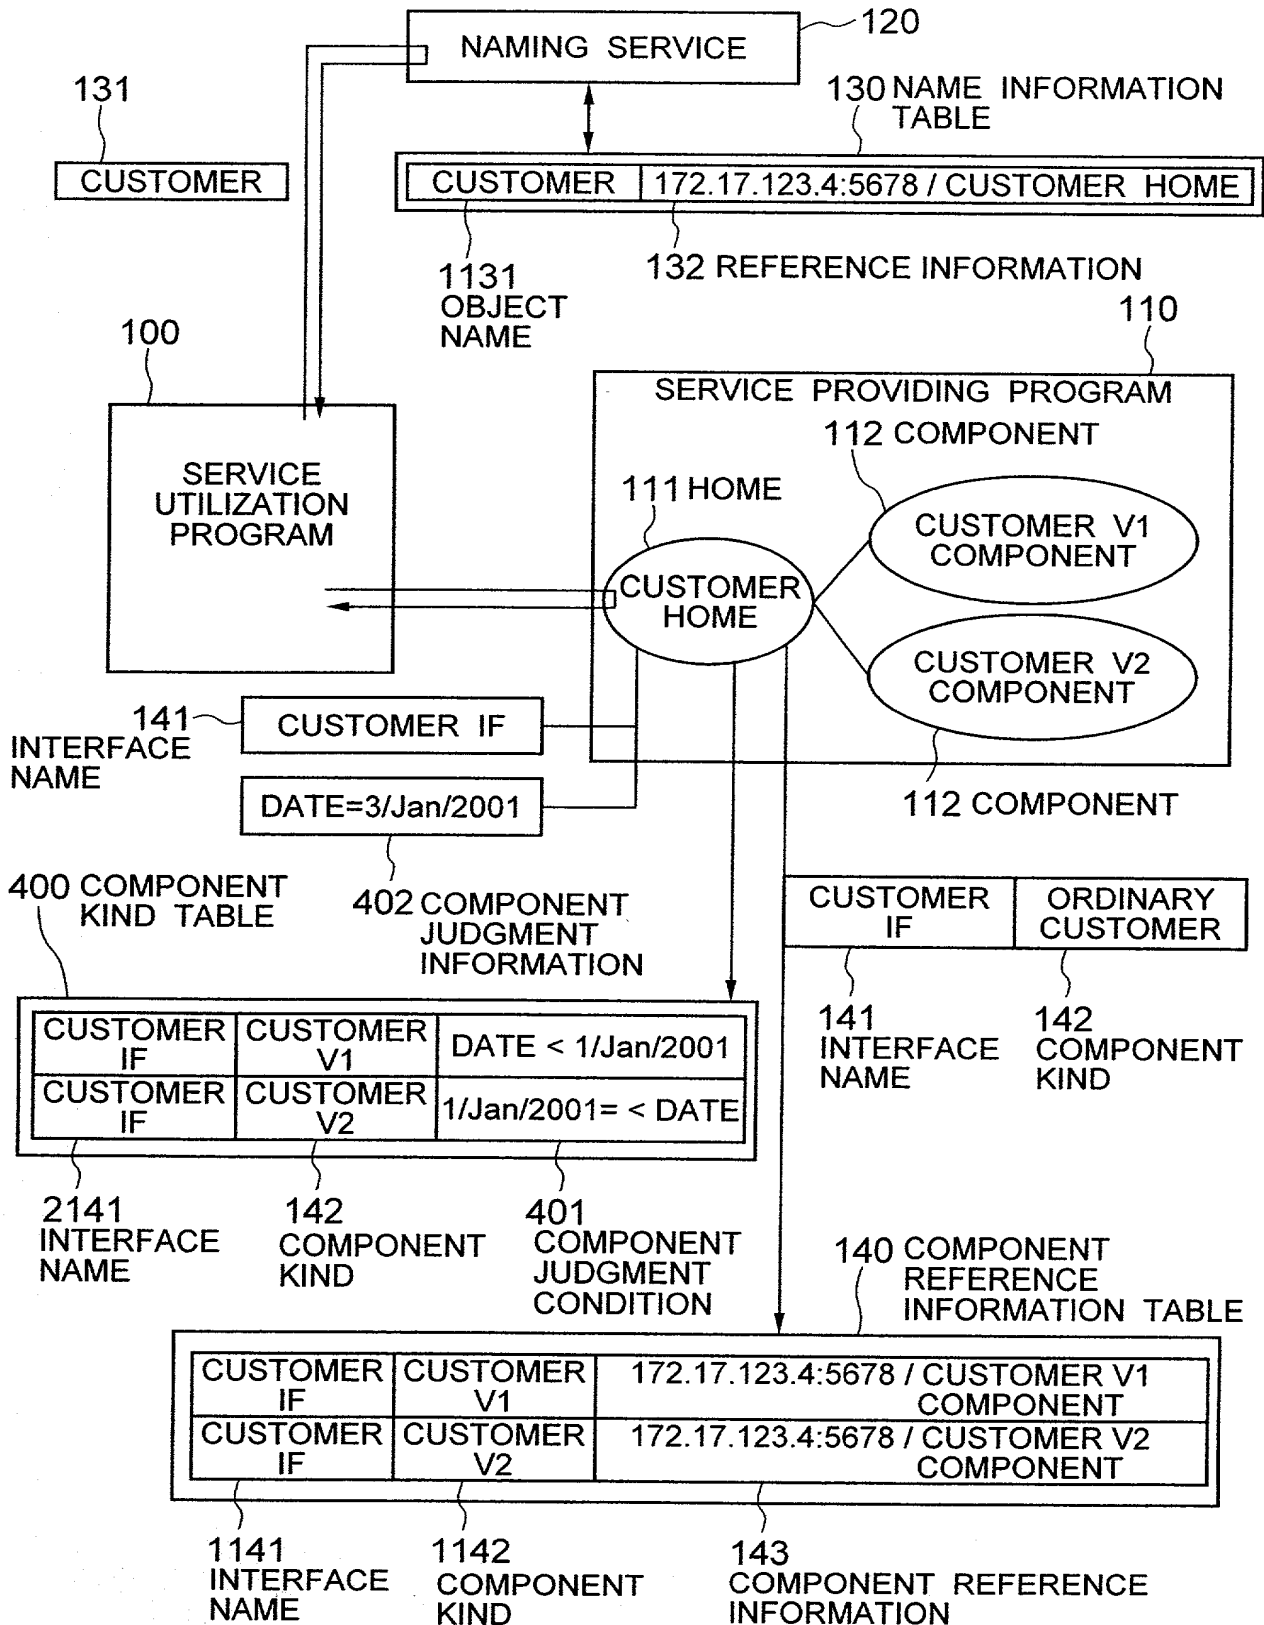 120
NAMING SERVICE
131
130 NAME INFORMATION
TABLE
CUSTOMER
CUSTOMER
172.17.123.4:5678 / CUSTOMER HOME
1131
OBJECT
NAME
132 REFERENCE INFORMATION
110
100
SERVICE PROVIDING PROGRAM
112 COMPONENT
SERVICE
UTILIZATION
PROGRAM
111 HOME
CUSTOMER V1
COMPONENT
CUSTOMER
HOME
CUSTOMER V2
COMPONENT
141
INTERFACE
NAME
CUSTOMER IF
DATE=3/Jan/2001
112 COMPONENT
400 COMPONENT
KIND TABLE
402 COMPONENT
JUDGMENT
INFORMATION
CUSTOMER
IF
ORDINARY
CUSTOMER
141
INTERFACE
NAME
142
COMPONENT
KIND
CUSTOMER
IF
CUSTOMER
V1
DATE < 1/Jan/2001
CUSTOMER
IF
CUSTOMER
V2
1/Jan/2001= < DATE
2141
INTERFACE
NAME
142
COMPONENT
KIND
401
COMPONENT
JUDGMENT
CONDITION
140 COMPONENT
REFERENCE
INFORMATION TABLE
CUSTOMER
IF
CUSTOMER
V1
172.17.123.4:5678 / CUSTOMER V1
COMPONENT
CUSTOMER
IF
CUSTOMER
V2
172.17.123.4:5678 / CUSTOMER V2
COMPONENT
1141
INTERFACE
NAME
1142
COMPONENT
KIND
143
COMPONENT REFERENCE
INFORMATION